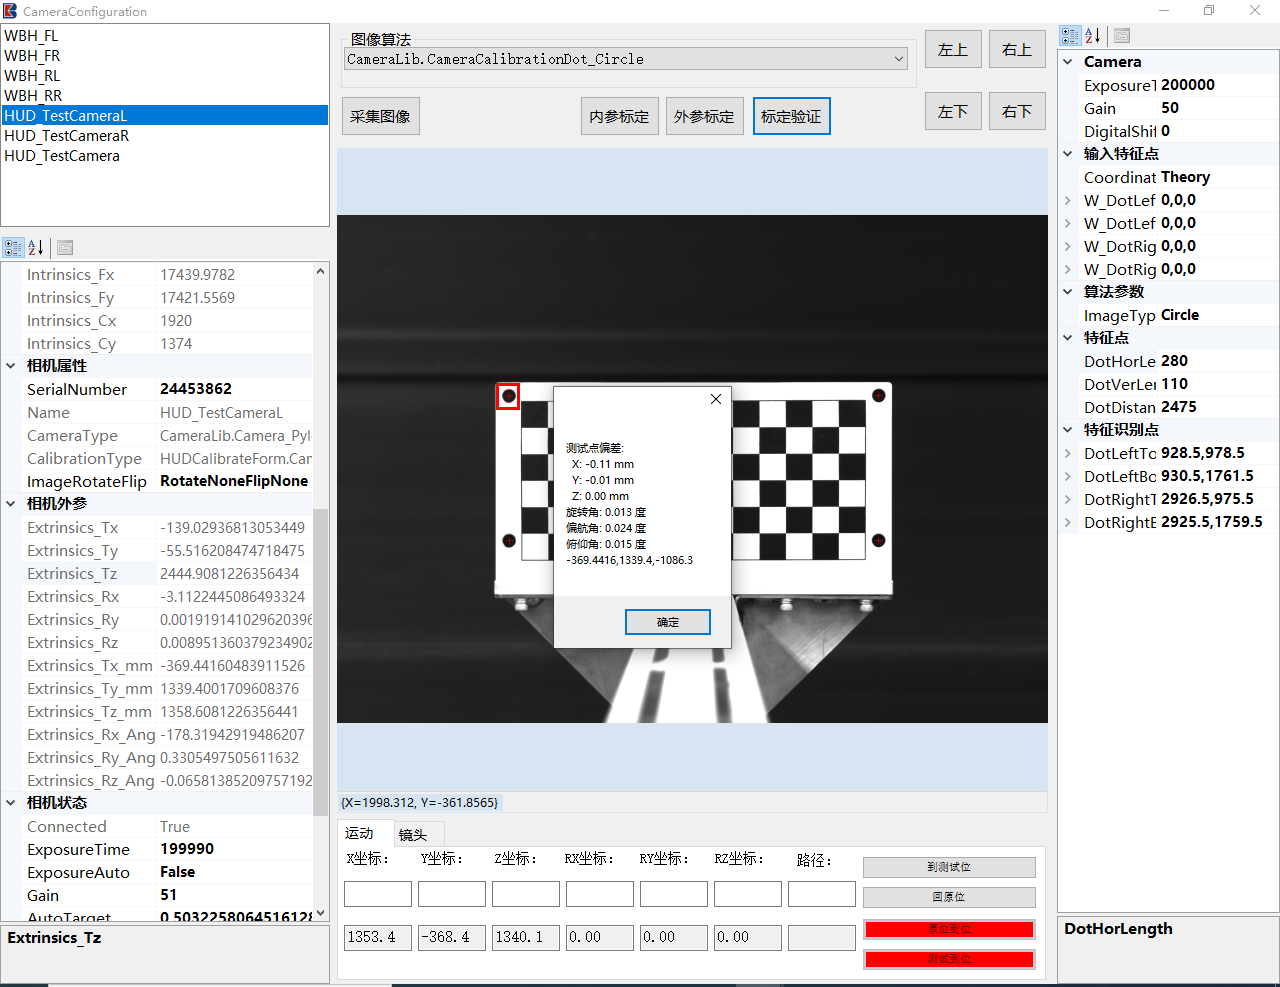 CameraConfiguration
WBH_FL
WBH_FR
WBH_RL
WBH_RR
HUD_TestCameraL
HUD_TestCameraR
HUD_TestCamera
Intrinsics_Fx 17439.9782
Intrinsics_Fy 17421.5569
Intrinsics_Cx 1920
Intrinsics_Cy 1374
相机属性
SerialNumber 24453862
Name HUD_TestCameraL
CameraType CameraLib.Camera_Pyl
CalibrationType HUDCalibrateForm.Cam
ImageRotateFlip RotateNoneFlipNone
相机外参
Extrinsics_Tx -139.02936813053449
Extrinsics_Ty -55.516208474718475
Extrinsics_Tz 2444.9081226356434
Extrinsics_Rx -3.1122445086493324
Extrinsics_Ry 0.001919141029620396
Extrinsics_Rz 0.008951360379234902
Extrinsics_Tx_mm -369.44160483911526
Extrinsics_Ty_mm 1339.4001709608376
Extrinsics_Tz_mm 1358.6081226356441
Extrinsics_Rx_Ang -178.31942919486207
Extrinsics_Ry_Ang 0.3305497505611632
Extrinsics_Rz_Ang -0.06581385209757192
相机状态
Connected True
ExposureTime 199990
ExposureAuto False
Gain 51
AutoTarget 0.5032258064516128
Extrinsics_Tz
图像算法
CameraLib.CameraCalibrationDot_Circle
左上 右上
采集图像 内参标定 外参标定 标定验证
左下 右下
测试点偏差:
X: -0.11 mm
Y: -0.01 mm
Z: 0.00 mm
旋转角: 0.013 度
偏航角: 0.024 度
俯仰角: 0.015 度
-369.4416,1339.4,-1086.3
确定
{X=1998.312, Y=-361.8565}
运动 镜头
X坐标: Y坐标: Z坐标: RX坐标: RY坐标: RZ坐标: 路径:
1353.4 -368.4 1340.1 0.00 0.00 0.00
到测试位
回原位
原位到位
测试到位
Camera
ExposureT 200000
Gain 50
DigitalShif 0
输入特征点
Coordinat Theory
W_DotLef 0,0,0
W_DotLef 0,0,0
W_DotRig 0,0,0
W_DotRig 0,0,0
算法参数
ImageTyp Circle
特征点
DotHorLe 280
DotVerLer 110
DotDistan 2475
特征识别点
DotLeftTo 928.5,978.5
DotLeftBo 930.5,1761.5
DotRightT 2926.5,975.5
DotRightE 2925.5,1759.5
DotHorLength